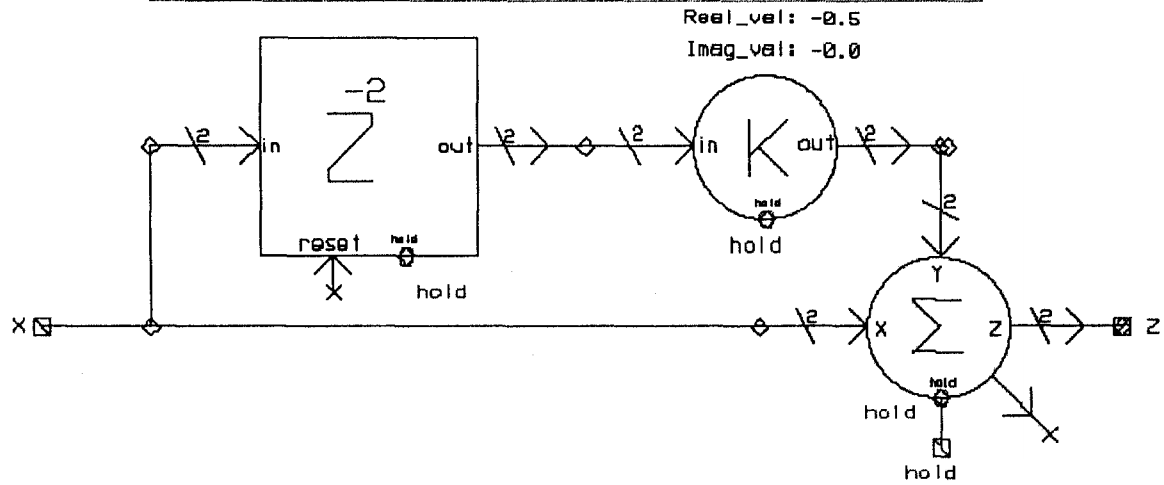 Real_val: -0.5
Imag_val: -0.0
-2
Z
2
in
out
2
2
in
K
out
2
hold
hold
reset
hold
hold
2
Y
X
X
2
Σ
Z
2
Z
hold
hold
X
hold